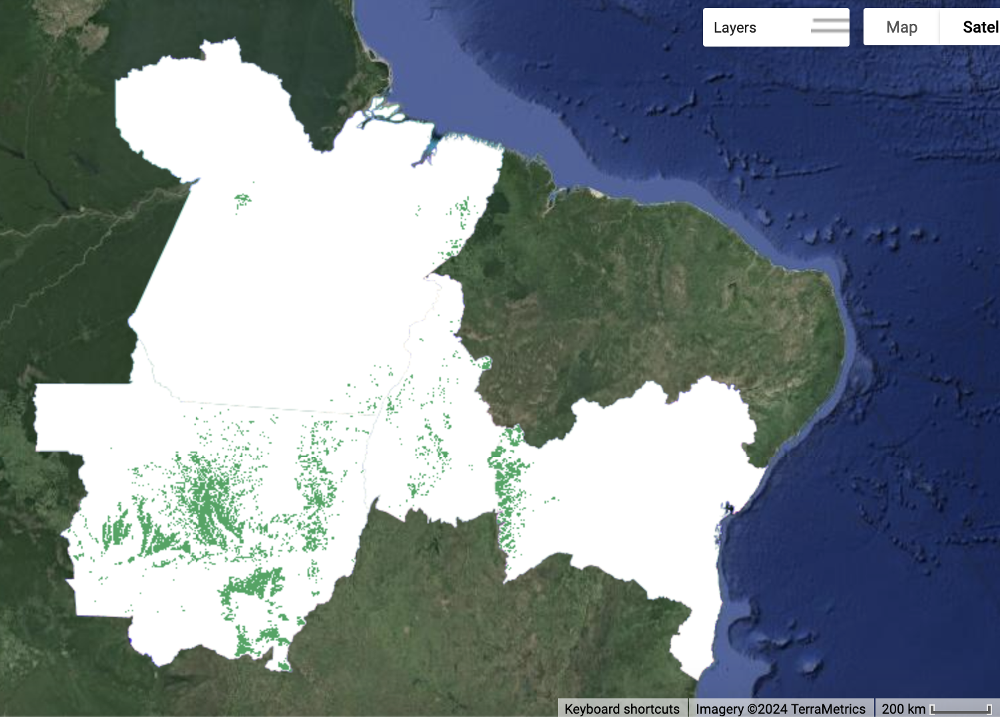 Layers
Map
Satel
Keyboard shortcuts
Imagery ©2024 TerraMetrics
200 km